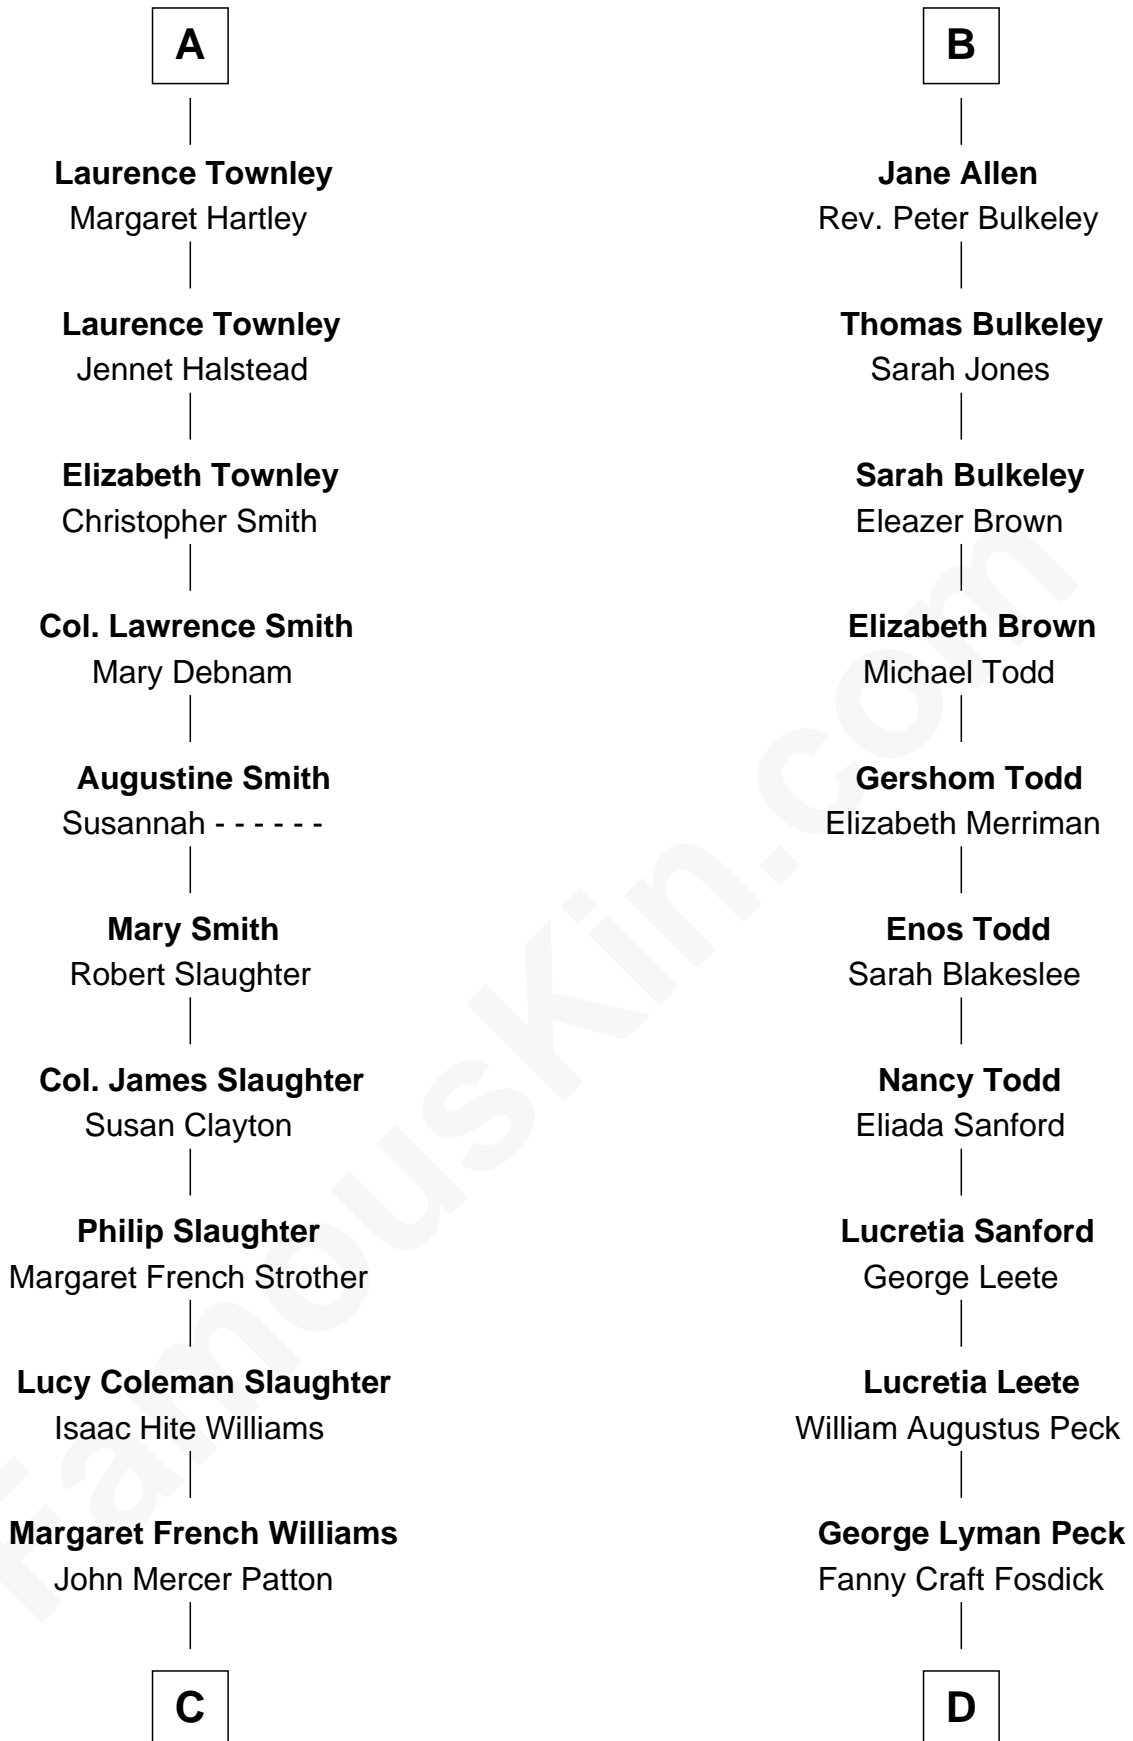 A
Laurence Townley
Margaret Hartley
Laurence Townley
Jennet Halstead
Elizabeth Townley
Christopher Smith
Col. Lawrence Smith
Mary Debnam
Augustine Smith
Susannah - - - - - -
Mary Smith
Robert Slaughter
Col. James Slaughter
Susan Clayton
Philip Slaughter
Margaret French Strother
Lucy Coleman Slaughter
Isaac Hite Williams
Margaret French Williams
John Mercer Patton
C
B
Jane Allen
Rev. Peter Bulkeley
Thomas Bulkeley
Sarah Jones
Sarah Bulkeley
Eleazer Brown
Elizabeth Brown
Michael Todd
Gershom Todd
Elizabeth Merriman
Enos Todd
Sarah Blakeslee
Nancy Todd
Eliada Sanford
Lucretia Sanford
George Leete
Lucretia Leete
William Augustus Peck
George Lyman Peck
Fanny Craft Fosdick
D
FamousKin.com